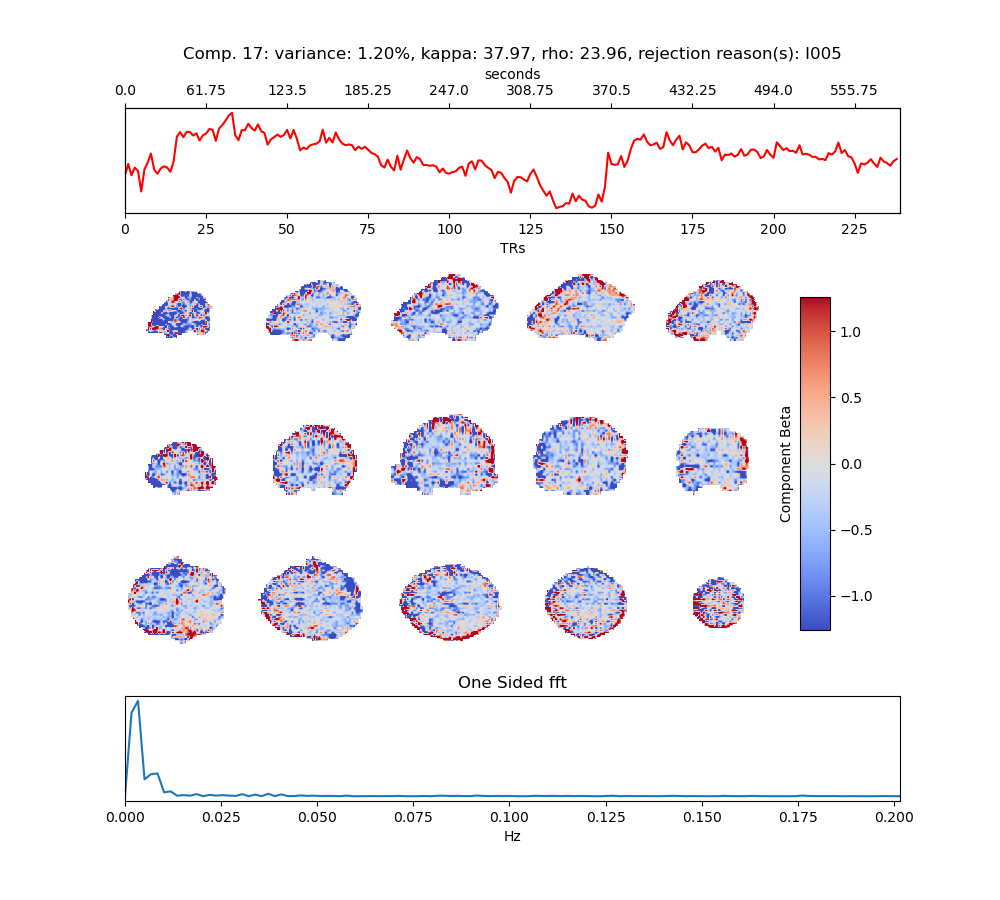 Comp. 17: variance: 1.20%, kappa: 37.97, rho: 23.96, rejection reason(s): I005
seconds
0.0 61.75 123.5 185.25 247.0 308.75 370.5 432.25 494.0 555.75
0 25 50 75 100 125 150 175 200 225
TRs
1.0
0.5
0.0
−0.5
−1.0
Component Beta
One Sided fft
0.000 0.025 0.050 0.075 0.100 0.125 0.150 0.175 0.200
Hz